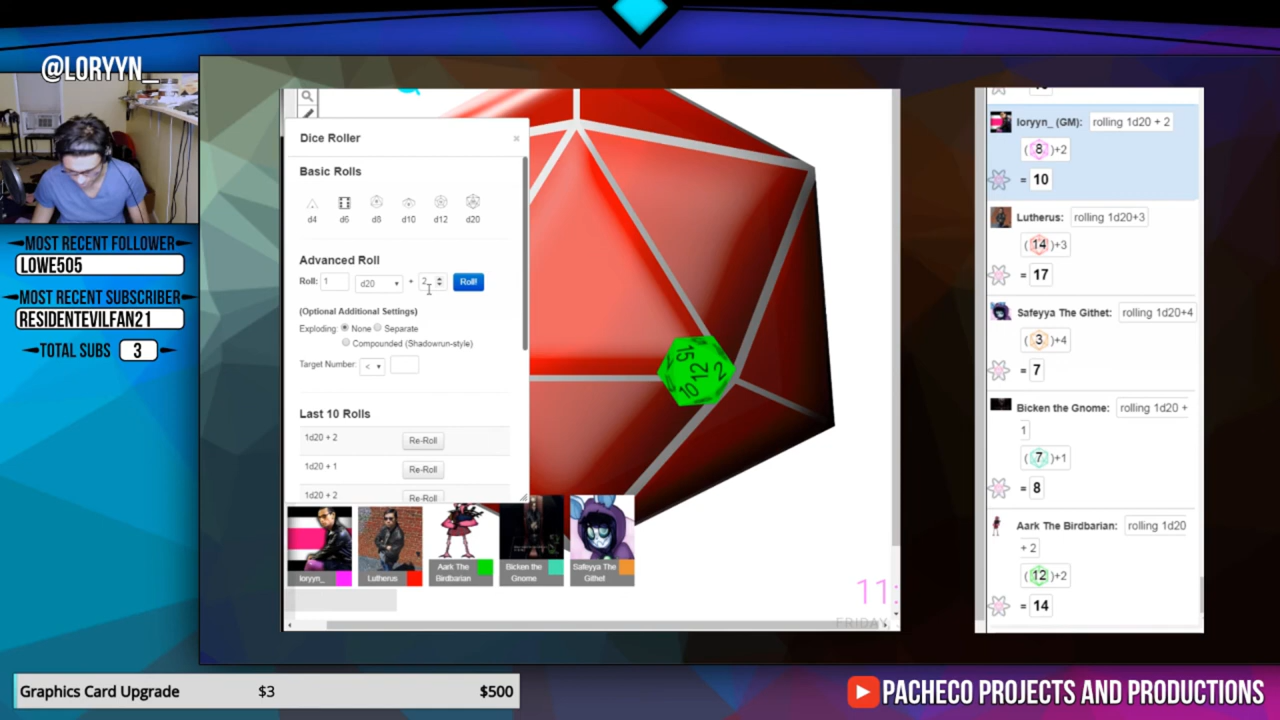 @LORYYN_
MOST RECENT FOLLOWER
LOWE505
MOST RECENT SUBSCRIBER
RESIDENTEVILFAN21
TOTAL SUBS 3
Dice Roller ×
Basic Rolls
d4 d6 d8 d10 d12 d20
Advanced Roll
Roll: 1 d20 + 2 Roll!
(Optional Additional Settings)
Exploding: None Separate
Compounded (Shadowrun-style)
Target Number: <
Last 10 Rolls
1d20 + 2 Re-Roll
1d20 + 1 Re-Roll
1d20 + 2 Re-Roll
15
12 2
10
loryyn_
Lutherus
Aark The
Birdbarian
Bicken the
Gnome
Safeyya The
Githet
11:
FRIDAY
loryyn_ (GM): rolling 1d20 + 2
(8)+2
= 10
Lutherus: rolling 1d20+3
(14)+3
= 17
Safeyya The Githet: rolling 1d20+4
(3)+4
= 7
Bicken the Gnome: rolling 1d20 +
1
(7)+1
= 8
Aark The Birdbarian: rolling 1d20
+ 2
(12)+2
= 14
Graphics Card Upgrade $3 $500
PACHECO PROJECTS AND PRODUCTIONS